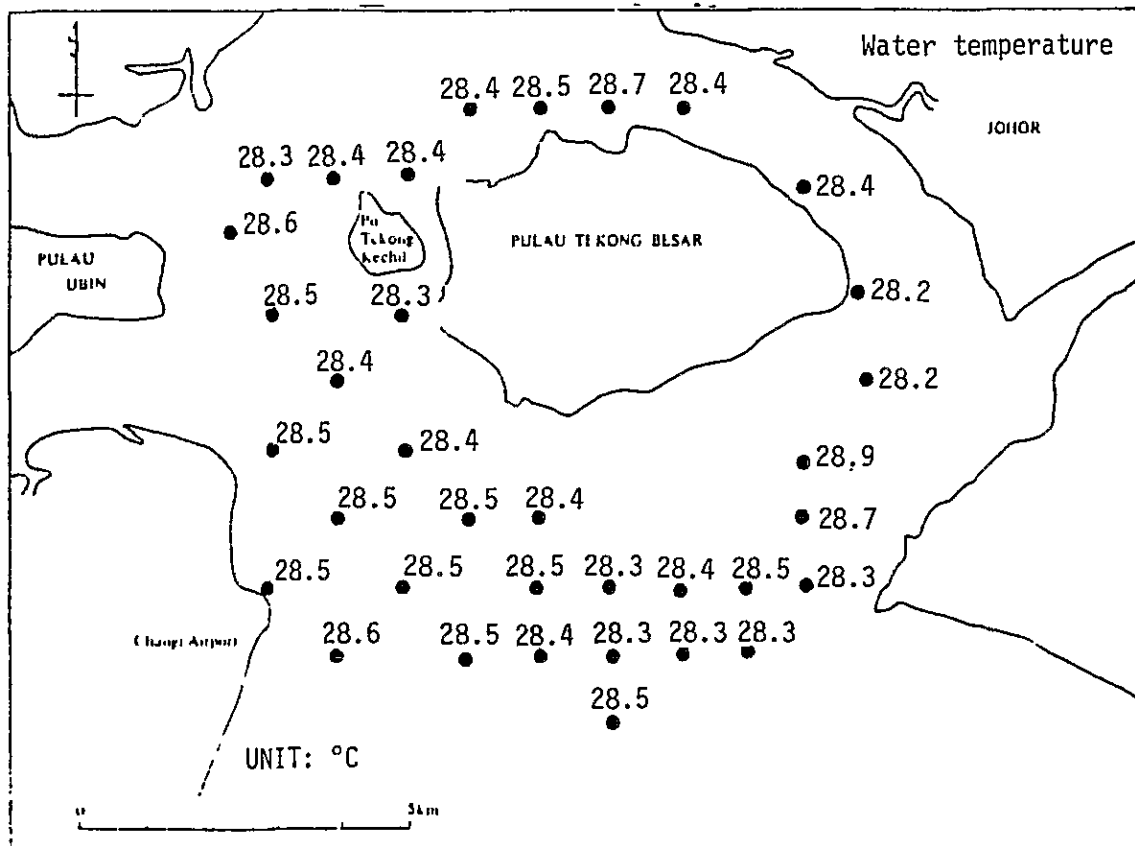 Water temperature
28.4 28.5 28.7 28.4
JOHOR
28.3 28.4 28.4
28.4
28.6
Pu
Tekong
Kechil
PULAU TEKONG BESAR
PULAU
UBIN
28.5 28.3
28.2
28.4
28.2
28.5 28.4
28.9
28.5 28.5 28.4
28.7
28.5 28.5 28.5 28.3 28.4 28.5 28.3
Changi Airport
28.6 28.5 28.4 28.3 28.3 28.3
28.5
UNIT: °C
0 5km